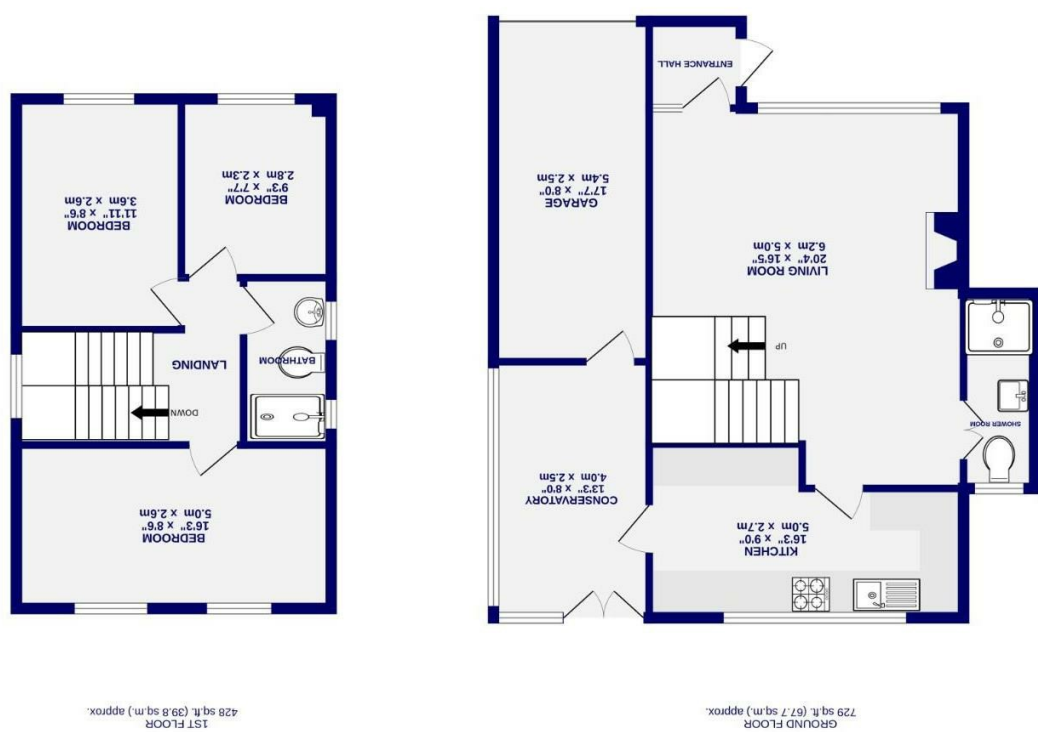 GROUND FLOOR
729 sq.ft. (67.7 sq.m.) approx.
1ST FLOOR
428 sq.ft. (39.8 sq.m.) approx.
KITCHEN
16'3" x 9'0"
5.0m x 2.7m
CONSERVATORY
13'3" x 8'0"
4.0m x 2.5m
SHOWER ROOM
UP
LIVING ROOM
20'4" x 16'5"
6.2m x 5.0m
GARAGE
17'7" x 8'0"
5.4m x 2.5m
ENTRANCE HALL
BEDROOM
16'3" x 8'6"
5.0m x 2.6m
DOWN
LANDING
BATHROOM
BEDROOM
9'3" x 7'7"
2.8m x 2.3m
BEDROOM
11'11" x 8'6"
3.6m x 2.6m